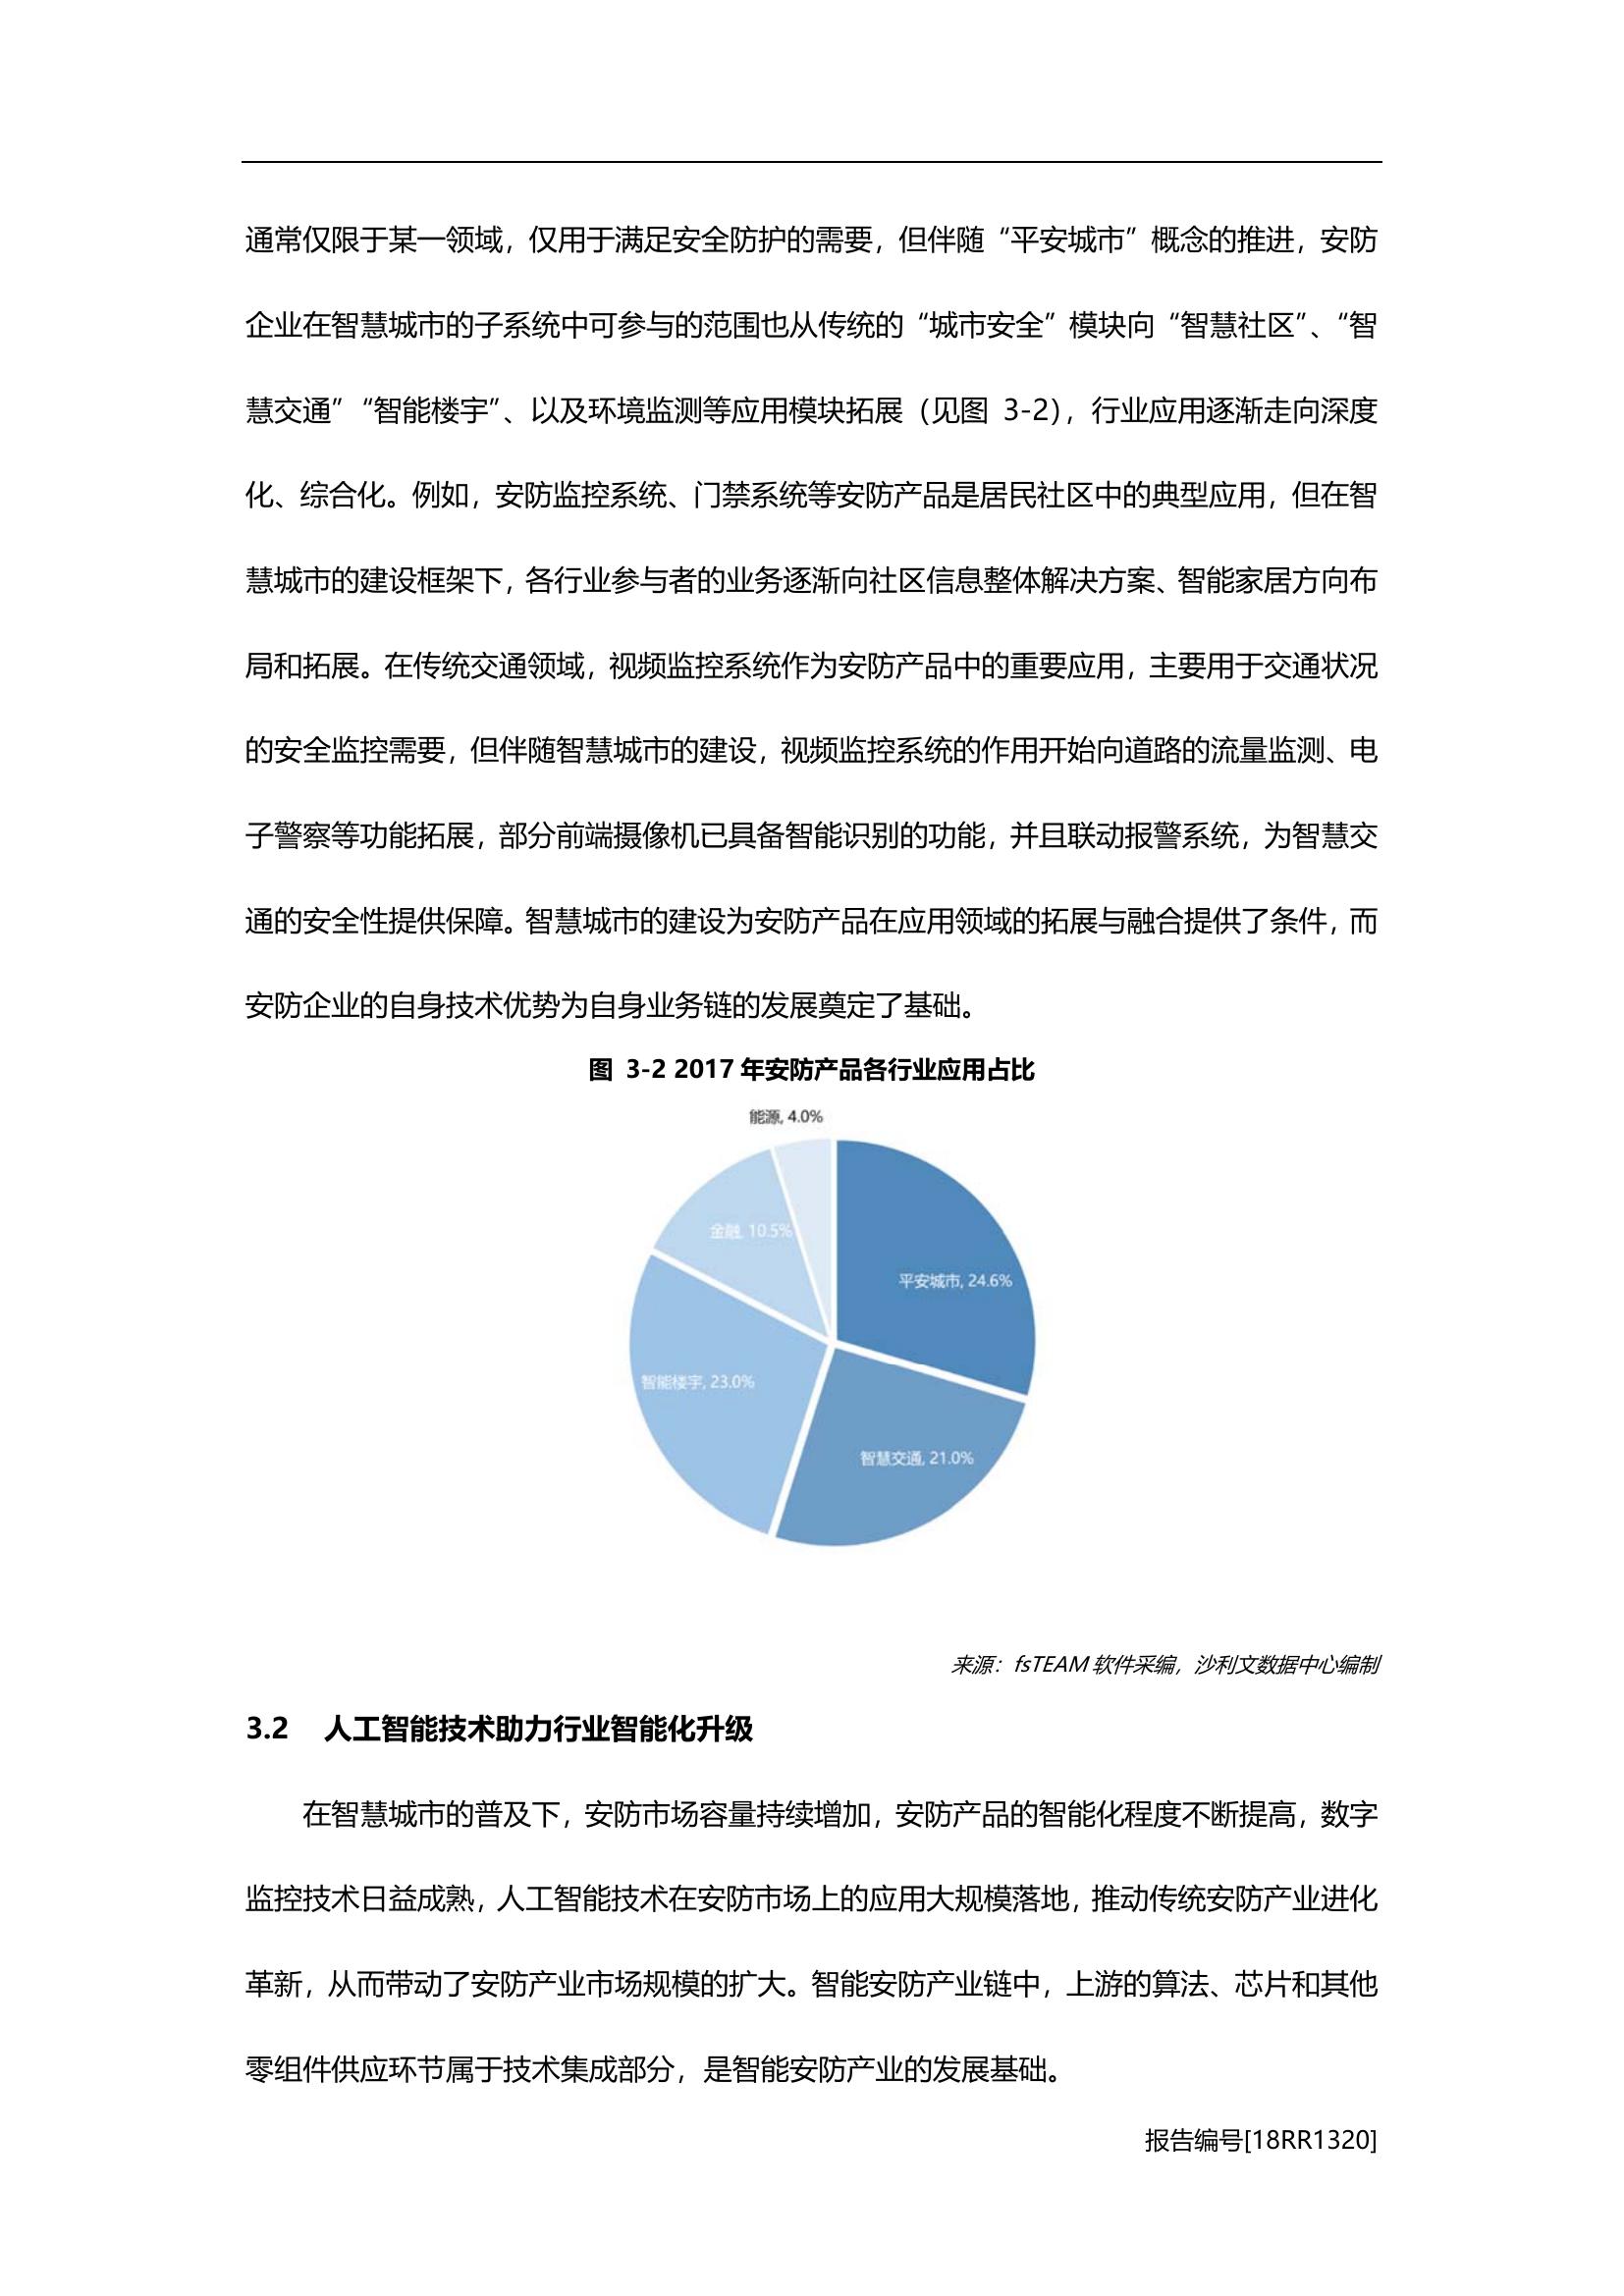 通常仅限于某一领域，仅用于满足安全防护的需要，但伴随“平安城市”概念的推进，安防
企业在智慧城市的子系统中可参与的范围也从传统的“城市安全”模块向“智慧社区”、“智
慧交通”“智能楼宇”、以及环境监测等应用模块拓展（见图 3-2），行业应用逐渐走向深度
化、综合化。例如，安防监控系统、门禁系统等安防产品是居民社区中的典型应用，但在智
慧城市的建设框架下，各行业参与者的业务逐渐向社区信息整体解决方案、智能家居方向布
局和拓展。在传统交通领域，视频监控系统作为安防产品中的重要应用，主要用于交通状况
的安全监控需要，但伴随智慧城市的建设，视频监控系统的作用开始向道路的流量监测、电
子警察等功能拓展，部分前端摄像机已具备智能识别的功能，并且联动报警系统，为智慧交
通的安全性提供保障。智慧城市的建设为安防产品在应用领域的拓展与融合提供了条件，而
安防企业的自身技术优势为自身业务链的发展奠定了基础。
图 3-2 2017 年安防产品各行业应用占比
能源, 4.0%
金融, 10.5%
平安城市, 24.6%
智能楼宇, 23.0%
智慧交通, 21.0%
来源：fsTEAM 软件采编，沙利文数据中心编制
3.2 人工智能技术助力行业智能化升级
在智慧城市的普及下，安防市场容量持续增加，安防产品的智能化程度不断提高，数字
监控技术日益成熟，人工智能技术在安防市场上的应用大规模落地，推动传统安防产业进化
革新，从而带动了安防产业市场规模的扩大。智能安防产业链中，上游的算法、芯片和其他
零组件供应环节属于技术集成部分，是智能安防产业的发展基础。
报告编号[18RR1320]